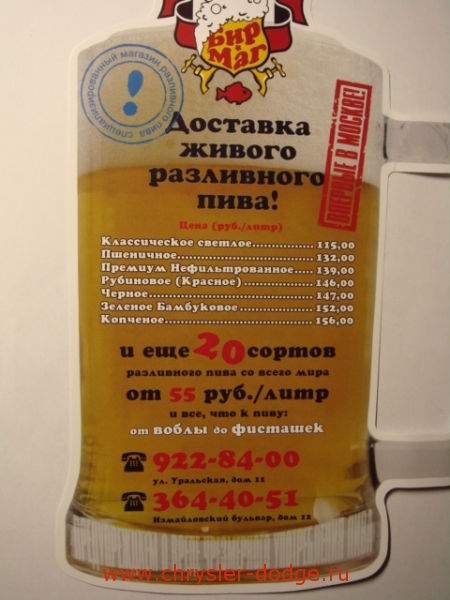 Бир
Маг
специализированный магазин разливного пива
!
ВПЕРВЫЕ В МОСКВЕ!
Доставка
живого
разливного
пива!
Цена (руб./литр)
Классическое светлое................ 115,00
Пшеничное................ 132,00
Премиум Нефильтрованное..... 139,00
Рубиновое (Красное)................ 146,00
Черное................ 147,00
Зеленое Бамбуковое................ 152,00
Копченое................ 156,00
и еще 20 сортов
разливного пива со всего мира
от 55 руб./литр
и все, что к пиву:
от воблы до фисташек
☎ 922-84-00
ул. Уральская, дом 11
☎ 364-40-51
Измайловский бульвар, дом 12
www.chrysler-dodge.ru